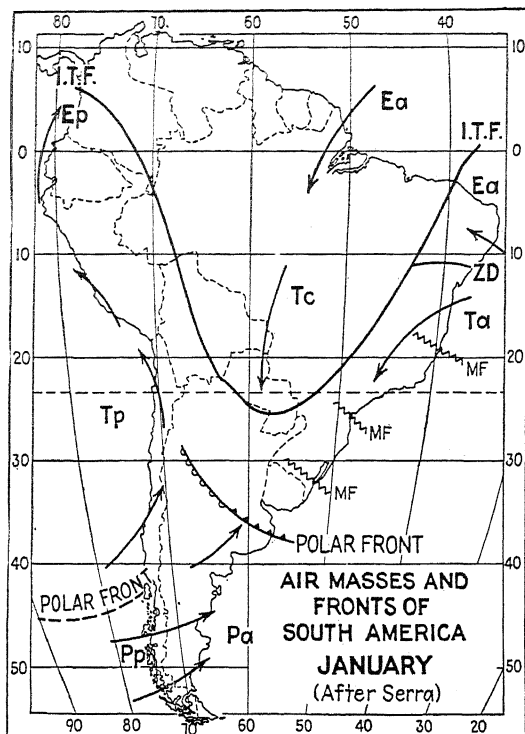 80 70 60 50 40 30
10 10
I.T.F.
Ep
Ea
I.T.F.
0 0
Ea
10 10
ZD
Tc
Ta
20 20
MF
Tp
MF
30 30
MF
POLAR FRONT
40 40
POLAR FRONT
AIR MASSES AND
FRONTS OF
SOUTH AMERICA
JANUARY
(After Serra)
Pa
Pp
50 50
90 80 70 60 50 40 30 20